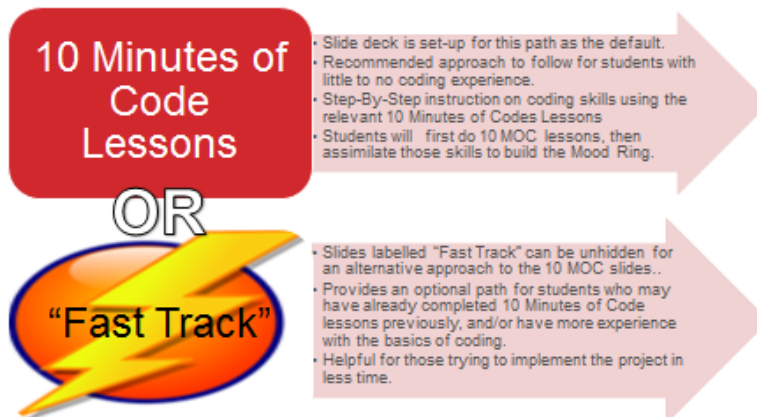 10 Minutes of
Code
Lessons
• Slide deck is set-up for this path as the default.
• Recommended approach to follow for students with
little to no coding experience.
• Step-By-Step instruction on coding skills using the
relevant 10 Minutes of Codes Lessons
• Students will first do 10 MOC lessons, then
assimilate those skills to build the Mood Ring.
OR
“Fast Track”
• Slides labelled “Fast Track” can be unhidden for
an alternative approach to the 10 MOC slides..
• Provides an optional path for students who may
have already completed 10 Minutes of Code
lessons previously, and/or have more experience
with the basics of coding.
• Helpful for those trying to implement the project in
less time.